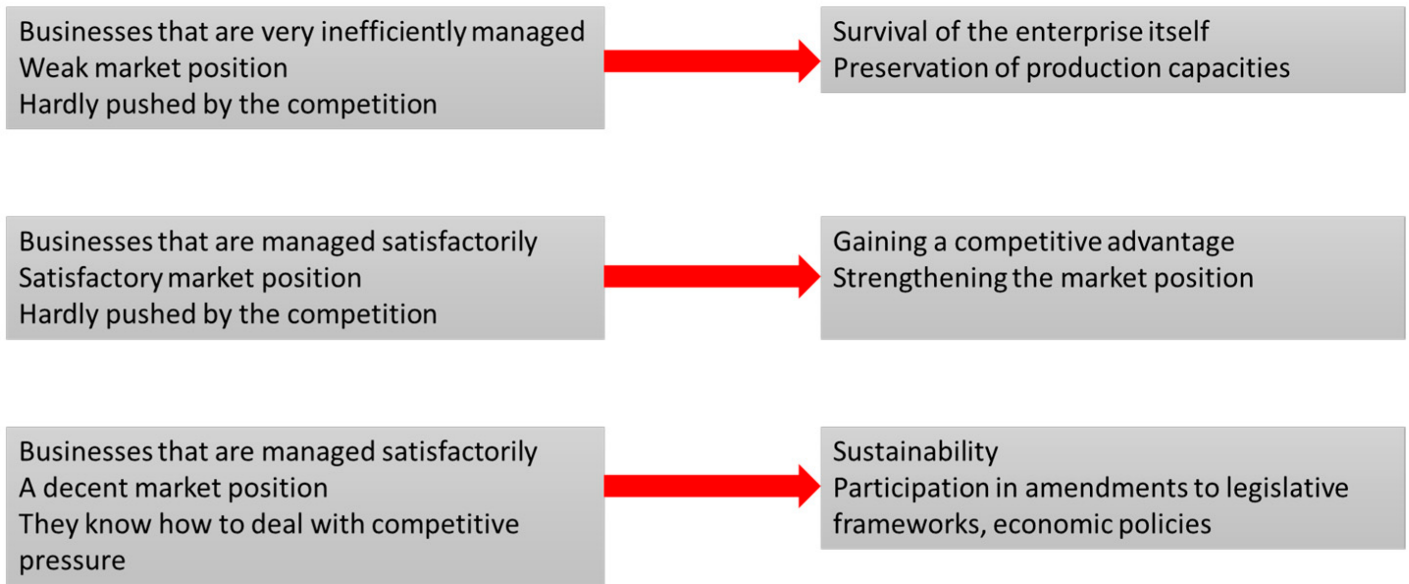 Businesses that are very inefficiently managed
Weak market position
Hardly pushed by the competition
Survival of the enterprise itself
Preservation of production capacities
Businesses that are managed satisfactorily
Satisfactory market position
Hardly pushed by the competition
Gaining a competitive advantage
Strengthening the market position
Businesses that are managed satisfactorily
A decent market position
They know how to deal with competitive
pressure
Sustainability
Participation in amendments to legislative
frameworks, economic policies